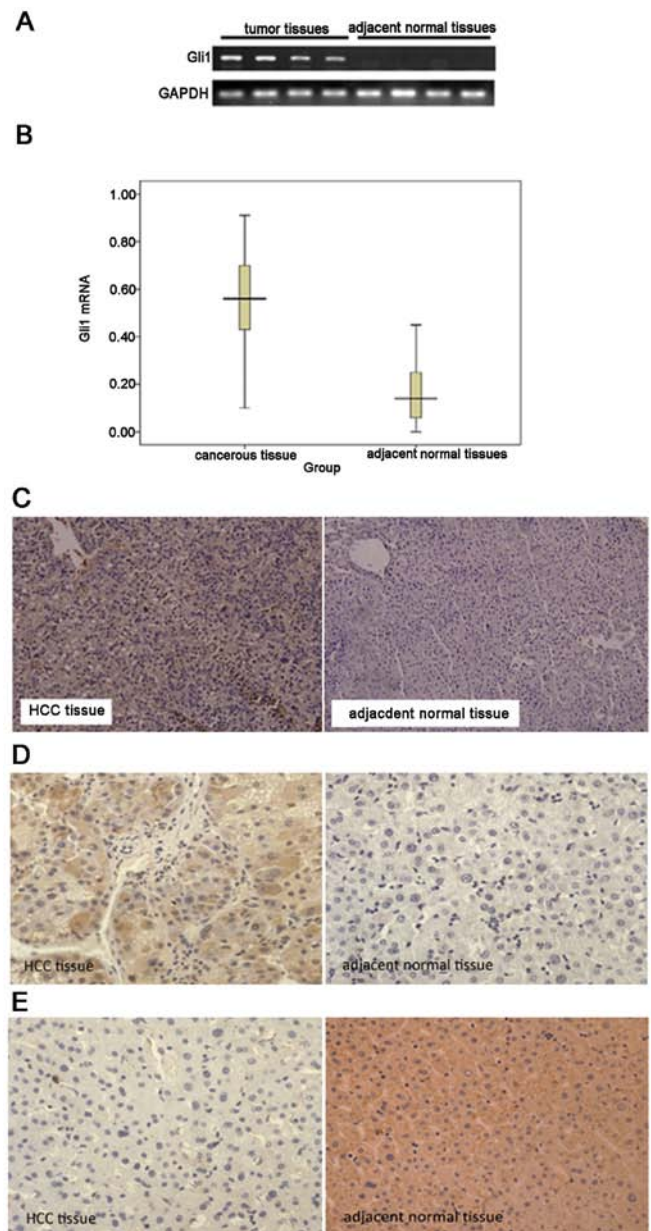 A
tumor tissues adjacent normal tissues
Gli1
GAPDH
B
1.00
0.80
0.60
0.40
0.20
0.00
Gli1 mRNA
cancerous tissue adjacent normal tissues
Group
C
HCC tissue adjacdent normal tissue
D
HCC tissue adjacent normal tissue
E
HCC tissue adjacent normal tissue